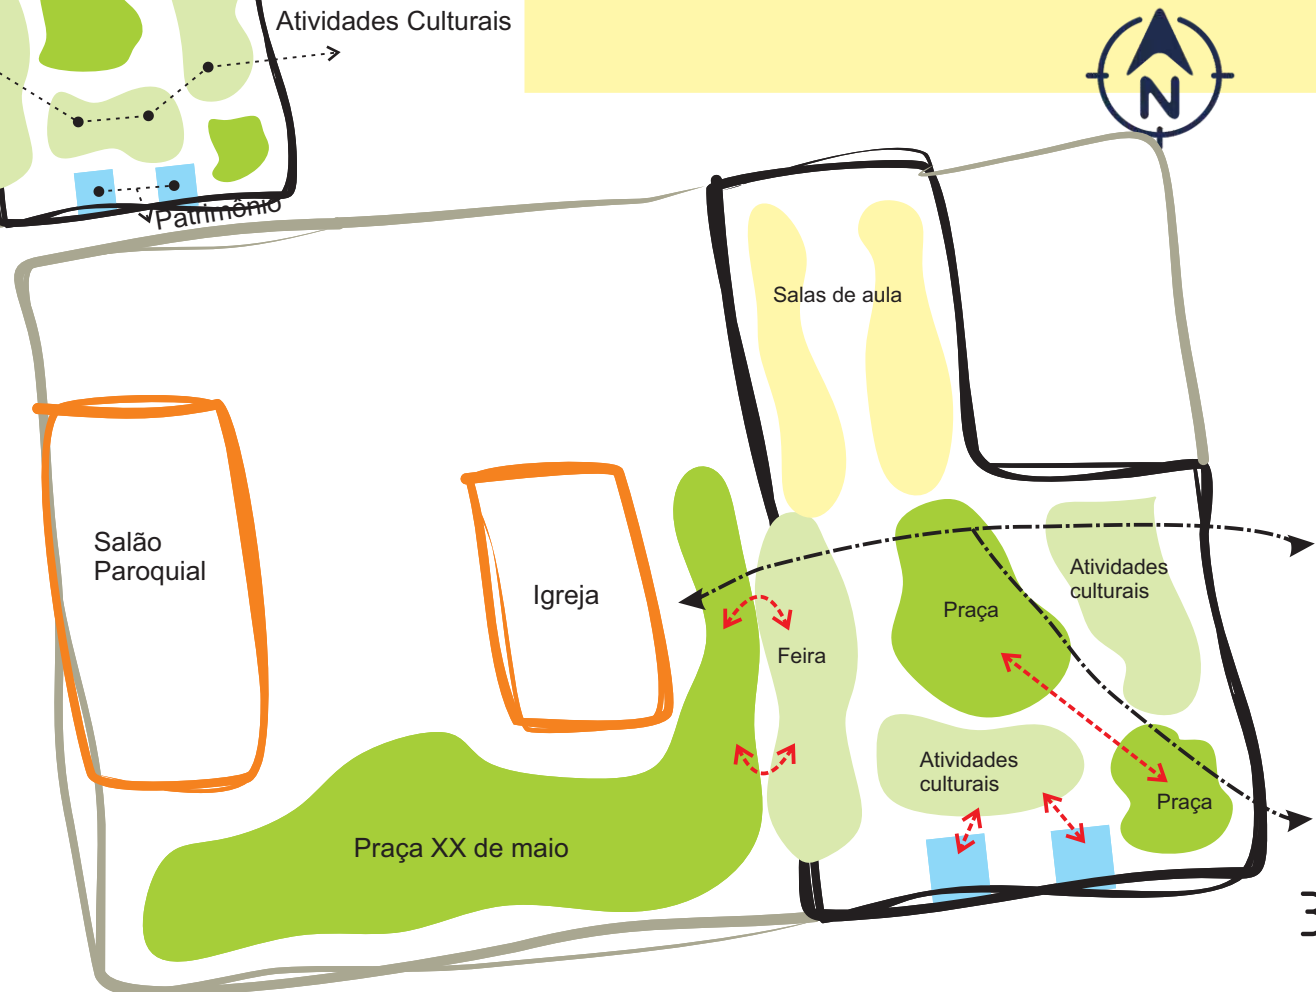 Atividades Culturais
N
Patrimônio
Salas de aula
Salão
Paroquial
Igreja
Atividades
culturais
Praça
Feira
Atividades
culturais
Praça
Praça XX de maio